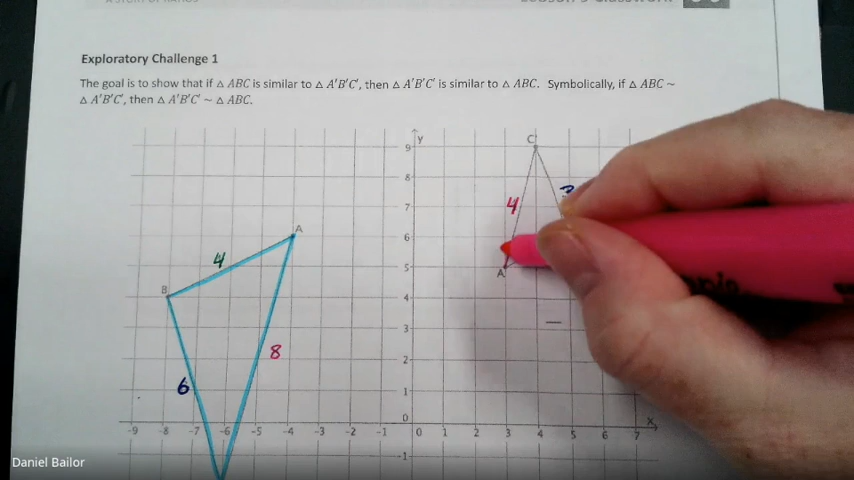 Exploratory Challenge 1
The goal is to show that if △ ABC is similar to △ A'B'C', then △ A'B'C' is similar to △ ABC. Symbolically, if △ ABC ~
△ A'B'C', then △ A'B'C' ~ △ ABC.
y
9
C'
8
7
4
A
6
4
5
A'
B
4
3
8
2
6
1
0
-9 -8 -7 -6 -5 -4 -3 -2 -1 0 1 2 3 4 5 6 7 x
-1
Daniel Bailor